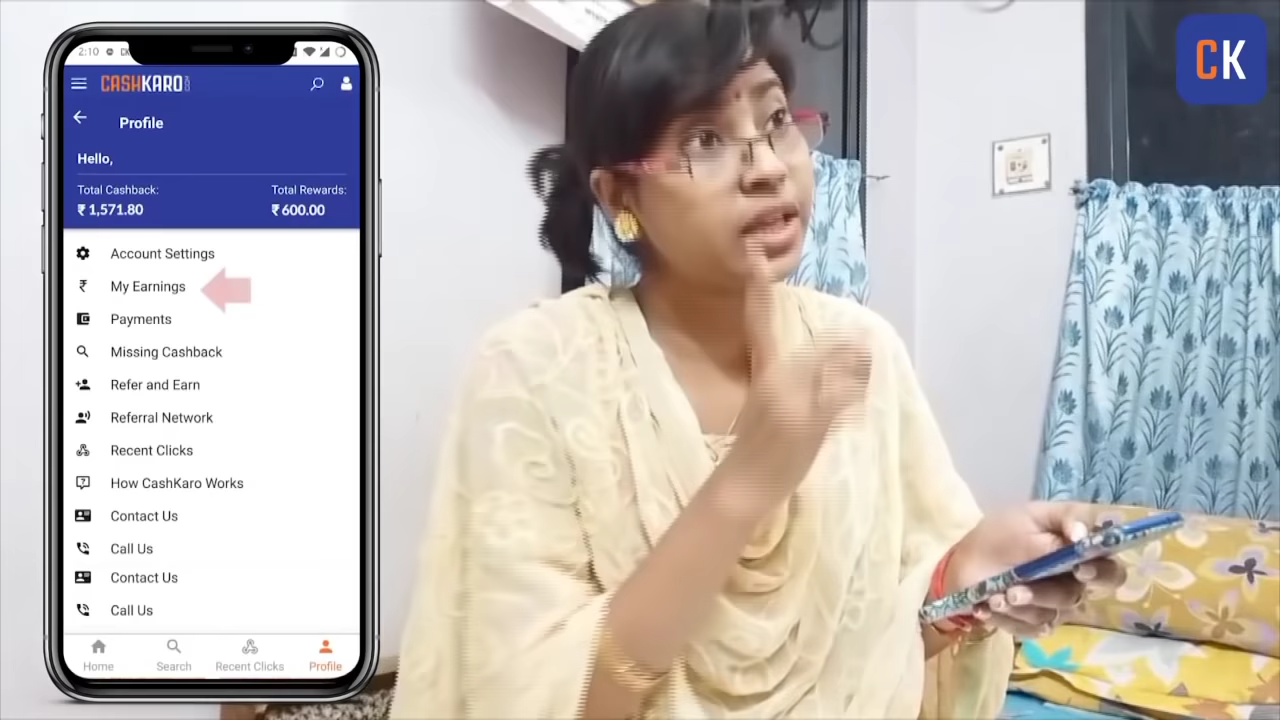 2:10
CASHKARO
Profile
Hello,
Total Cashback: Total Rewards:
₹ 1,571.80 ₹ 600.00
Account Settings
My Earnings
Payments
Missing Cashback
Refer and Earn
Referral Network
Recent Clicks
How CashKaro Works
Contact Us
Call Us
Contact Us
Call Us
Home Search Recent Clicks Profile
CK